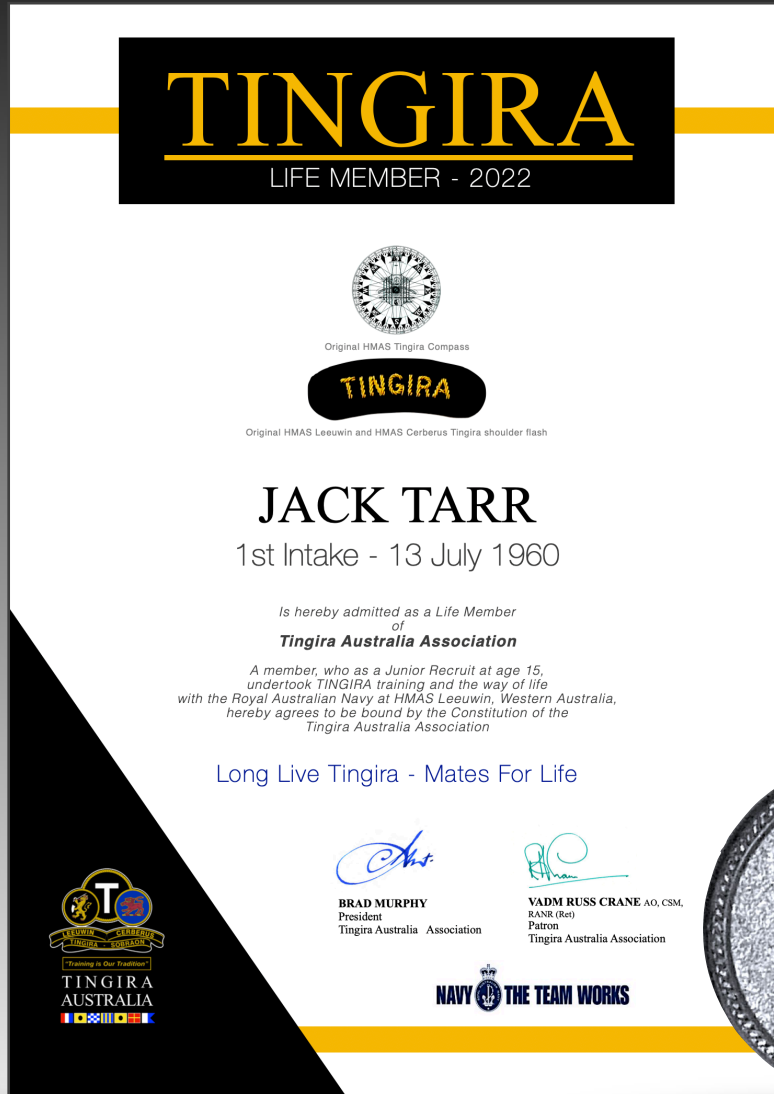 TINGIRA
LIFE MEMBER - 2022
Original HMAS Tingira Compass
TINGIRA
Original HMAS Leeuwin and HMAS Cerberus Tingira shoulder flash
JACK TARR
1st Intake - 13 July 1960
Is hereby admitted as a Life Member
of
Tingira Australia Association
A member, who as a Junior Recruit at age 15,
undertook TINGIRA training and the way of life
with the Royal Australian Navy at HMAS Leeuwin, Western Australia,
hereby agrees to be bound by the Constitution of the
Tingira Australia Association
Long Live Tingira - Mates For Life
BRAD MURPHY
President
Tingira Australia Association
VADM RUSS CRANE AO, CSM,
RANR (Ret)
Patron
Tingira Australia Association
T
LEEUWIN CERBERUS
TINGIRA - SOBRAON
"Training is Our Tradition"
TINGIRA
AUSTRALIA
NAVY THE TEAM WORKS